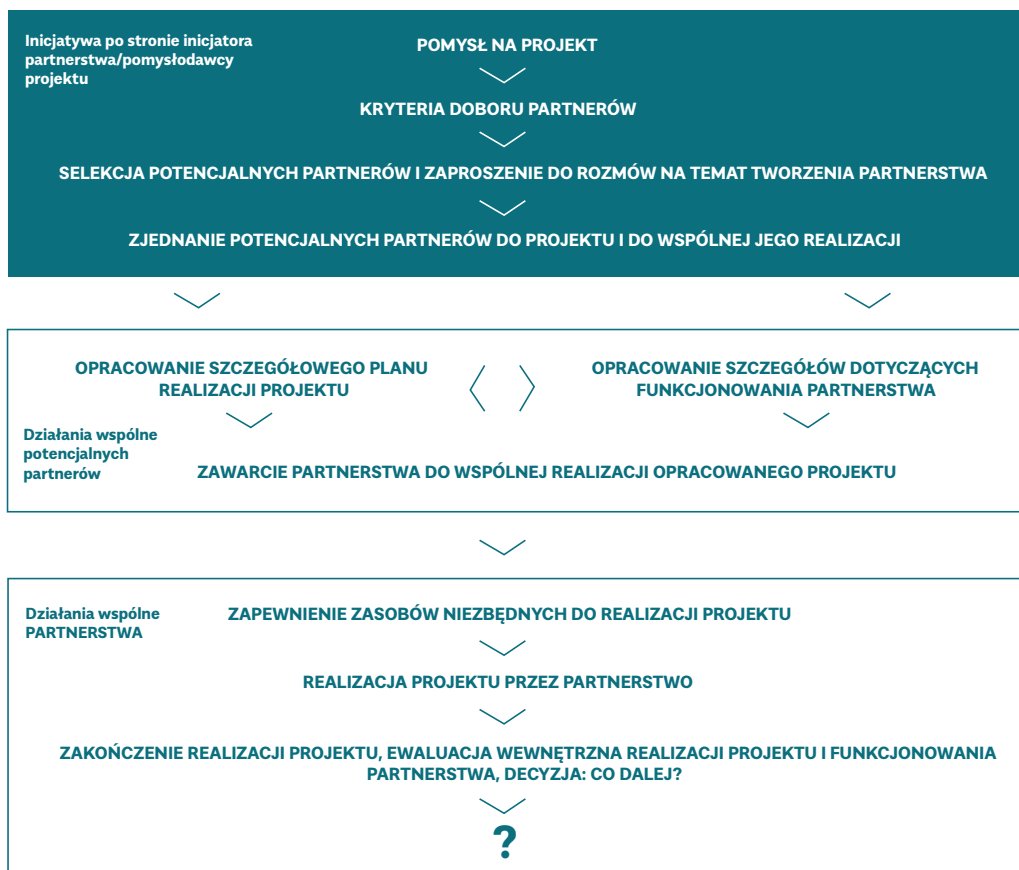 Inicjatywa po stronie inicjatora
partnerstwa/pomysłodawcy
projektu
POMYSŁ NA PROJEKT
KRYTERIA DOBORU PARTNERÓW
SELEKCJA POTENCJALNYCH PARTNERÓW I ZAPROSZENIE DO ROZMÓW NA TEMAT TWORZENIA PARTNERSTWA
ZJEDNANIE POTENCJALNYCH PARTNERÓW DO PROJEKTU I DO WSPÓLNEJ JEGO REALIZACJI
OPRACOWANIE SZCZEGÓŁOWEGO PLANU
REALIZACJI PROJEKTU
OPRACOWANIE SZCZEGÓŁÓW DOTYCZĄCYCH
FUNKCJONOWANIA PARTNERSTWA
Działania wspólne
potencjalnych
partnerów
ZAWARCIE PARTNERSTWA DO WSPÓLNEJ REALIZACJI OPRACOWANEGO PROJEKTU
Działania wspólne
PARTNERSTWA
ZAPEWNIENIE ZASOBÓW NIEZBĘDNYCH DO REALIZACJI PROJEKTU
REALIZACJA PROJEKTU PRZEZ PARTNERSTWO
ZAKOŃCZENIE REALIZACJI PROJEKTU, EWALUACJA WEWNĘTRZNA REALIZACJI PROJEKTU I FUNKCJONOWANIA
PARTNERSTWA, DECYZJA: CO DALEJ?
?